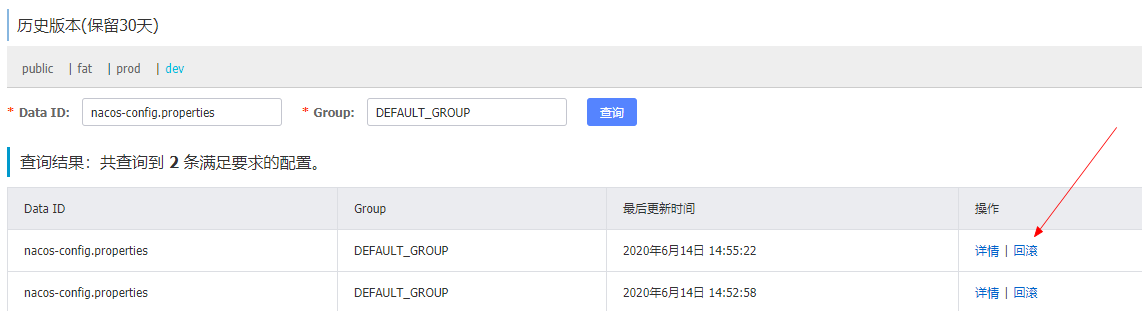 历史版本(保留30天)
public | fat | prod | dev
* Data ID: nacos-config.properties * Group: DEFAULT_GROUP 查询
查询结果：共查询到 2 条满足要求的配置。
Data ID Group 最后更新时间 操作
nacos-config.properties DEFAULT_GROUP 2020年6月14日 14:55:22 详情 | 回滚
nacos-config.properties DEFAULT_GROUP 2020年6月14日 14:52:58 详情 | 回滚